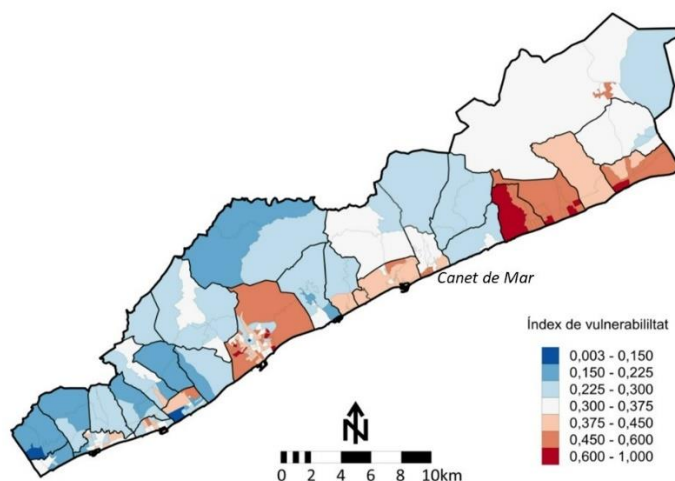 Canet de Mar
Índex de vulnerabililtat
0,003 - 0,150
0,150 - 0,225
0,225 - 0,300
0,300 - 0,375
0,375 - 0,450
0,450 - 0,600
0,600 - 1,000
N
0 1 2 4 6 8 10km